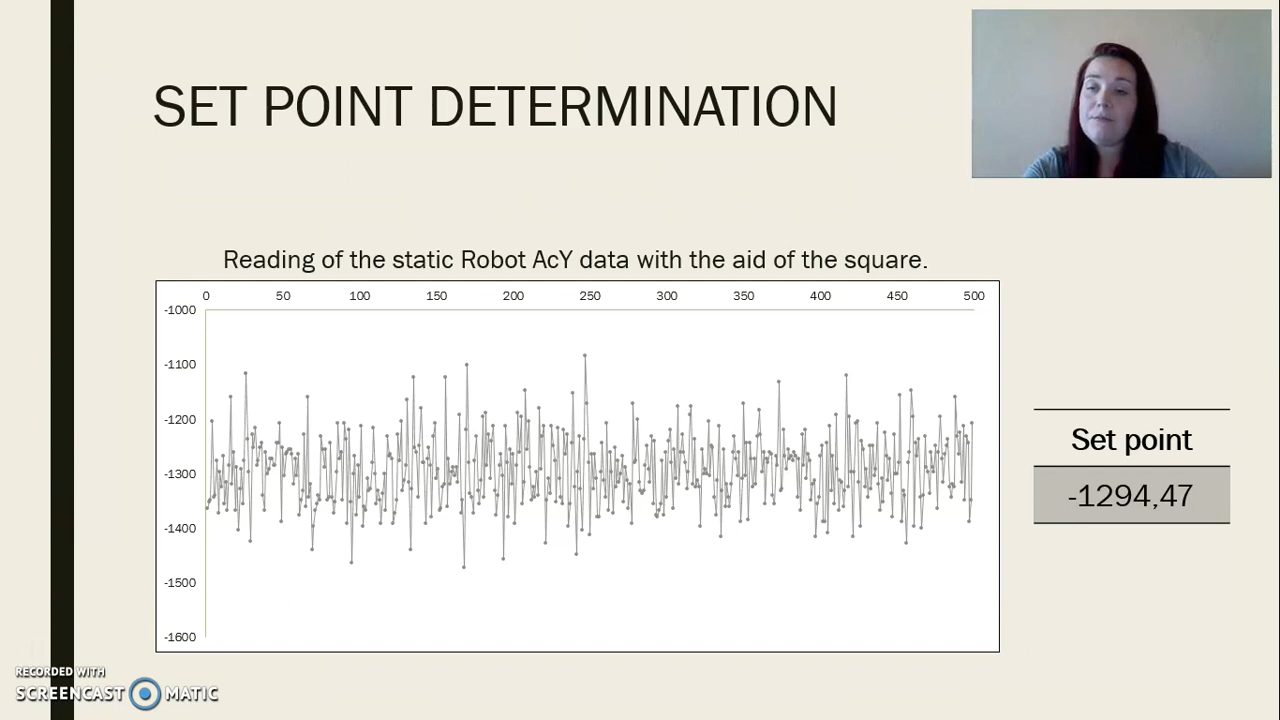 SET POINT DETERMINATION
Reading of the static Robot AcY data with the aid of the square.
0 50 100 150 200 250 300 350 400 450 500
-1000
-1100
-1200
-1300
-1400
-1500
-1600
Set point
-1294,47
RECORDED WITH
SCREENCAST MATIC